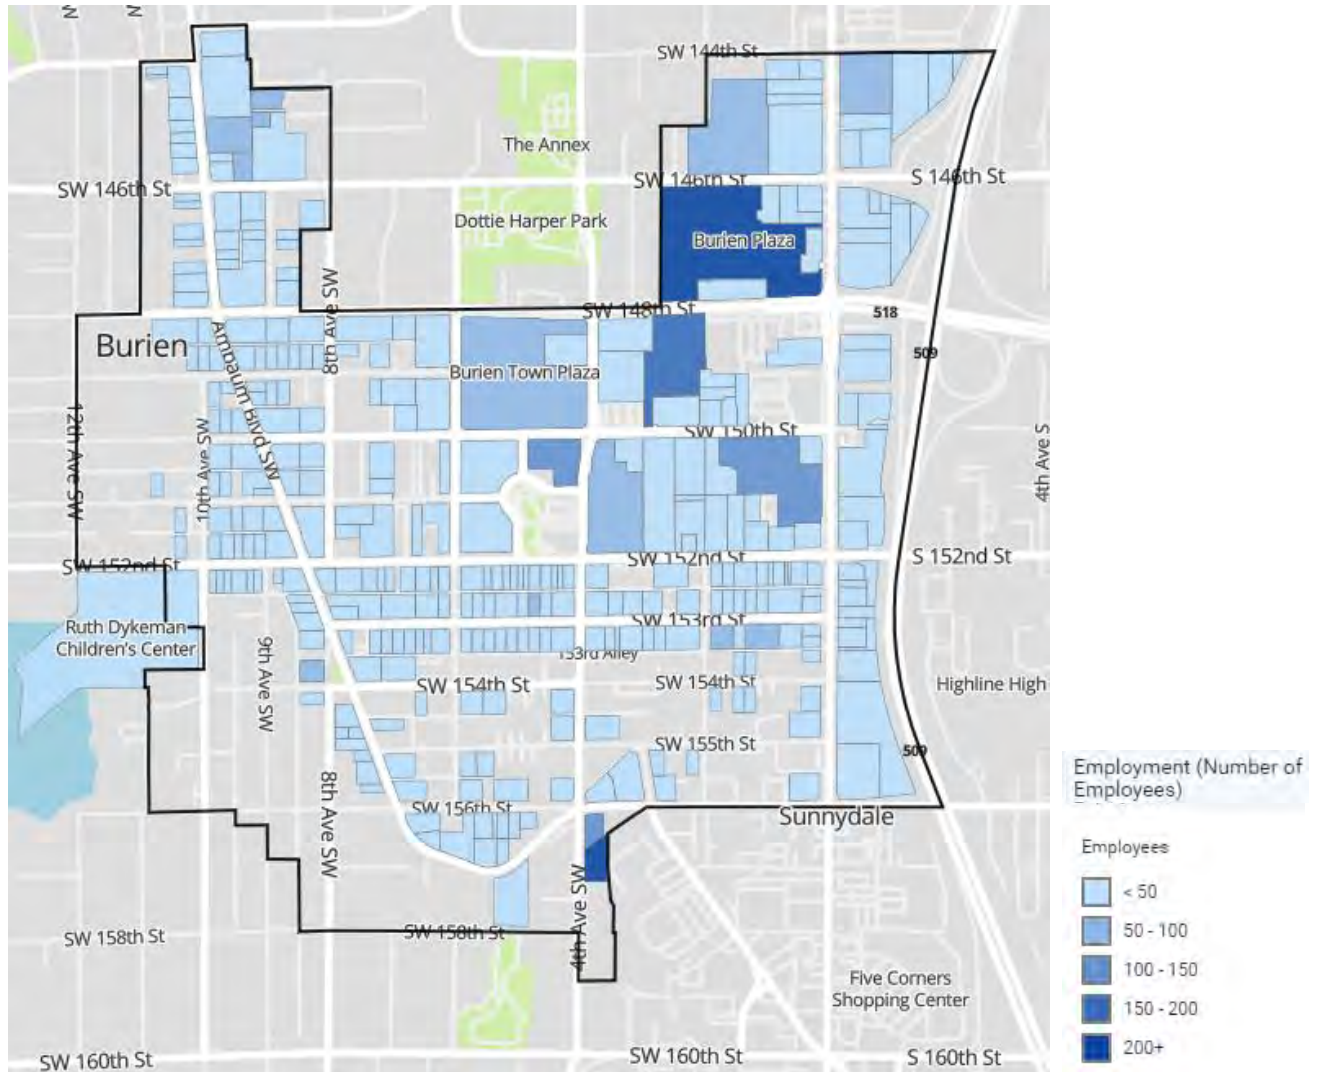 SW 144th St
The Annex
SW 146th St
SW 146th St
S 146th St
Dottie Harper Park
Burien Plaza
8th Ave SW
SW 148th St
518
Burien
Ambaum Blvd SW
509
Burien Town Plaza
12th Ave SW
10th Ave SW
SW 150th St
4th Ave S
SW 152nd St
SW 152nd St
S 152nd St
Ruth Dykeman
Children's Center
SW 153rd St
153rd Alley
9th Ave SW
SW 154th St
SW 154th St
Highline High
SW 155th St
509
8th Ave SW
SW 156th St
Sunnydale
4th Ave SW
SW 158th St
SW 158th St
Five Corners
Shopping Center
SW 160th St
SW 160th St
S 160th St
Employment (Number of
Employees)
Employees
< 50
50 - 100
100 - 150
150 - 200
200+